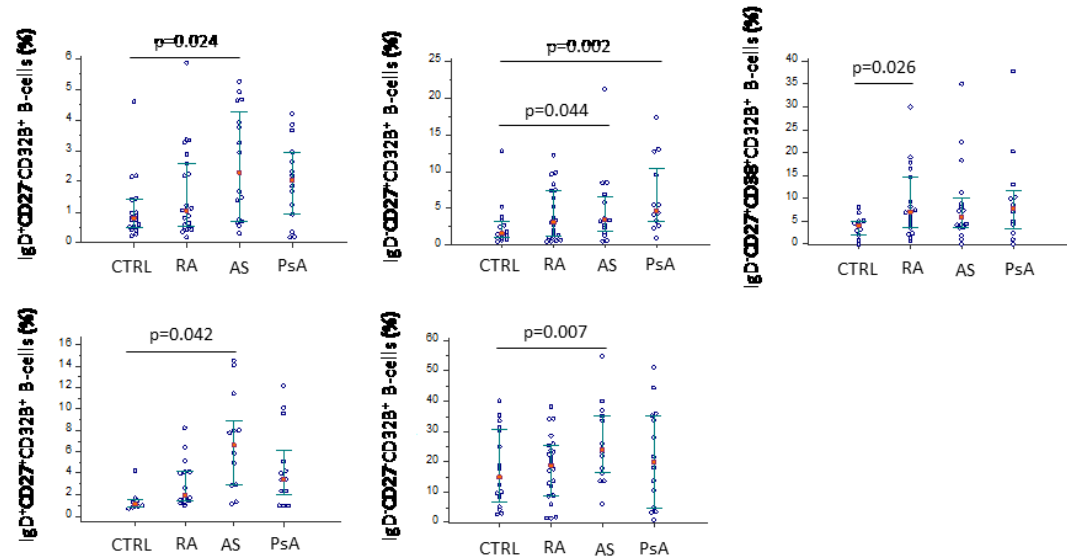 IgD⁺CD27⁻CD32B⁺ B-cells (%)
p=0.024
6
5
4
3
2
1
0
CTRL RA AS PsA
IgD⁻CD27⁺CD32B⁺ B-cells (%)
p=0.002
p=0.044
25
20
15
10
5
0
CTRL RA AS PsA
IgD⁻CD27⁺CD38⁺CD32B⁺ B-cells (%)
p=0.026
40
35
30
25
20
15
10
5
0
CTRL RA AS PsA
IgD⁺CD27⁻CD32B⁺ B-cells (%)
p=0.042
16
14
12
10
8
6
4
2
0
CTRL RA AS PsA
IgD⁻CD27⁻CD32B⁺ B-cells (%)
p=0.007
60
50
40
30
20
10
0
CTRL RA AS PsA